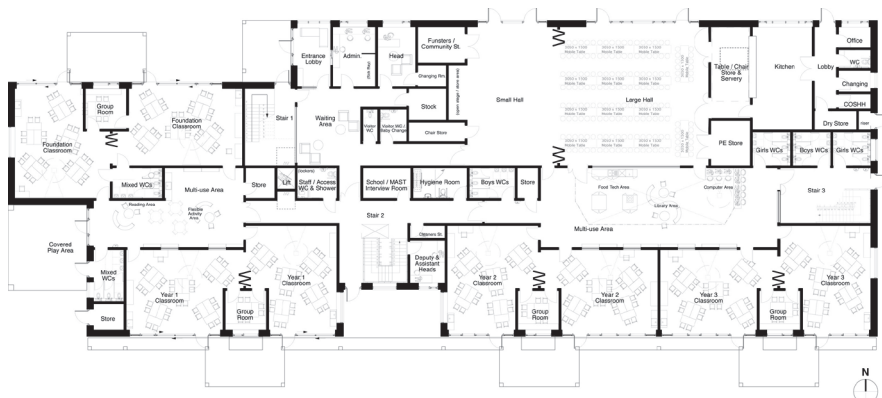 Entrance
Lobby
Admin.
Head
Funsters /
Community St.
Changing Rm.
Stock
Chair Store
Small Hall
Large Hall
Table / Chair
Store &
Servery
Kitchen
Lobby
Office
WC
Changing
COSHH
Dry Store
PE Store
Girls WCs
Boys WCs
Girls WCs
Group
Room
Foundation
Classroom
Foundation
Classroom
Stair 1
Waiting
Area
Visitor
WC
Visitor WC /
Baby Change
Mixed WCs
Multi-use Area
Store
Lift
Staff / Access
WC & Shower
School / MAST
Interview Room
Hygiene Room
Boys WCs
Store
Food Tech Area
Computer Area
Library Area
Stair 3
Reading Area
Flexible
Activity
Area
Stair 2
Multi-use Area
Covered
Play Area
Cleaners St.
Deputy &
Assistant
Heads
Mixed
WCs
Store
Year 1
Classroom
Group
Room
Year 1
Classroom
Year 2
Classroom
Group
Room
Year 2
Classroom
Year 3
Classroom
Group
Room
Year 3
Classroom
N